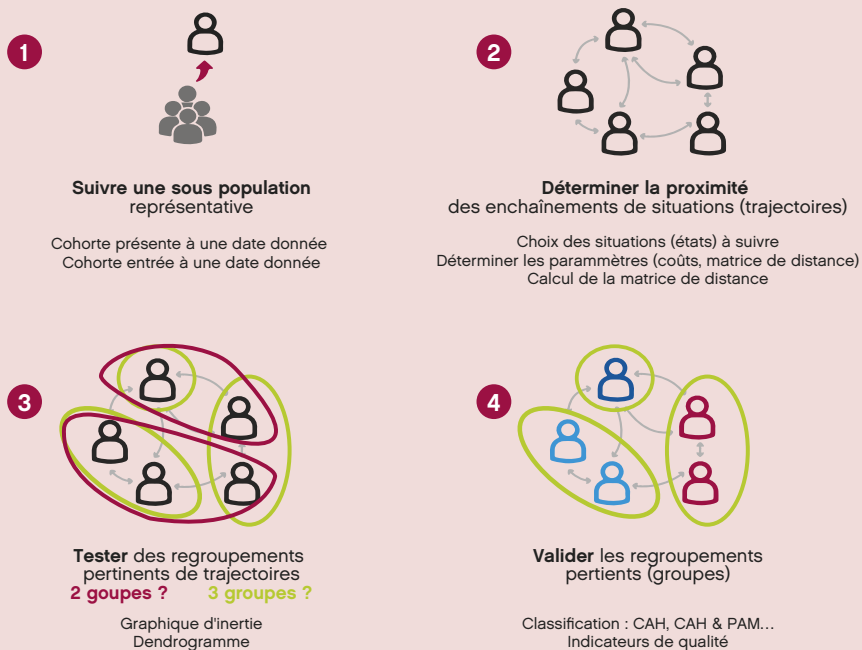 1
Suivre une sous population
représentative
Cohorte présente à une date donnée
Cohorte entrée à une date donnée
2
Déterminer la proximité
des enchaînements de situations (trajectoires)
Choix des situations (états) à suivre
Déterminer les parammètres (coûts, matrice de distance)
Calcul de la matrice de distance
3
Tester des regroupements
pertinents de trajectoires
2 goupes ? 3 groupes ?
Graphique d'inertie
Dendrogramme
4
Valider les regroupements
pertients (groupes)
Classification : CAH, CAH & PAM...
Indicateurs de qualité